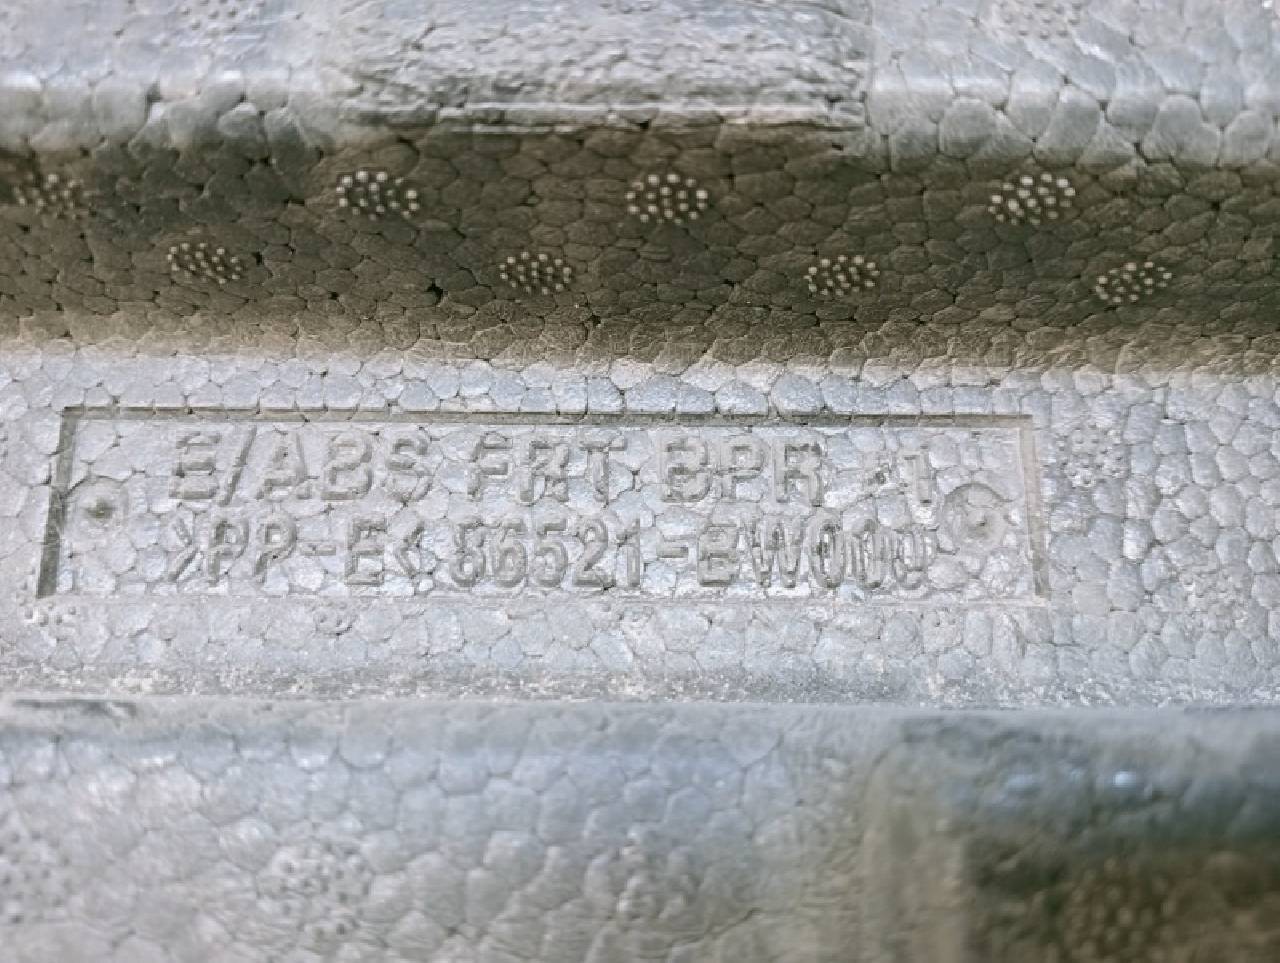 E/ABS FRT BPR #1
>PP-E< 86521-BW000